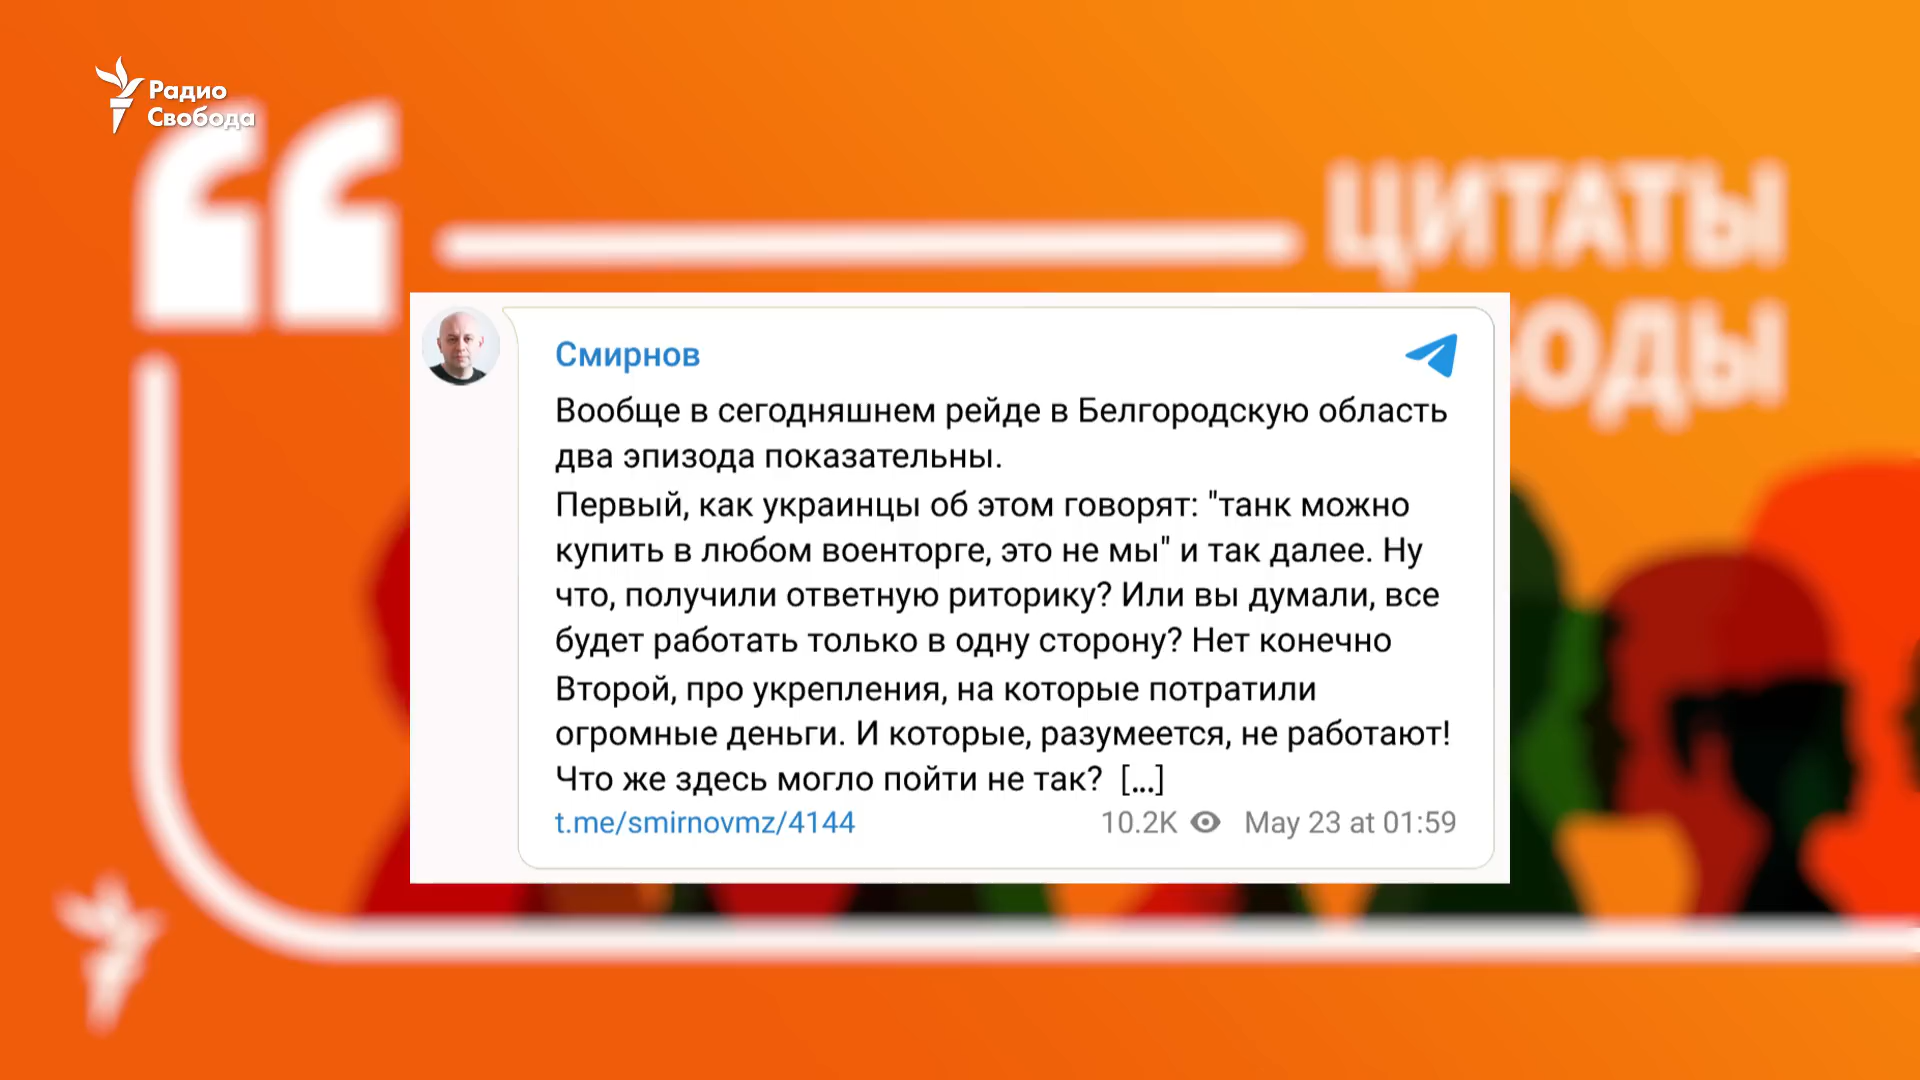 Радио
Свобода
ЦИТАТЫ
Смирнов
Вообще в сегодняшнем рейде в Белгородскую область
два эпизода показательны.
Первый, как украинцы об этом говорят: "танк можно
купить в любом военторге, это не мы" и так далее. Ну
что, получили ответную риторику? Или вы думали, все
будет работать только в одну сторону? Нет конечно
Второй, про укрепления, на которые потратили
огромные деньги. И которые, разумеется, не работают!
Что же здесь могло пойти не так? [...]
t.me/smirnovmz/4144 10.2K May 23 at 01:59